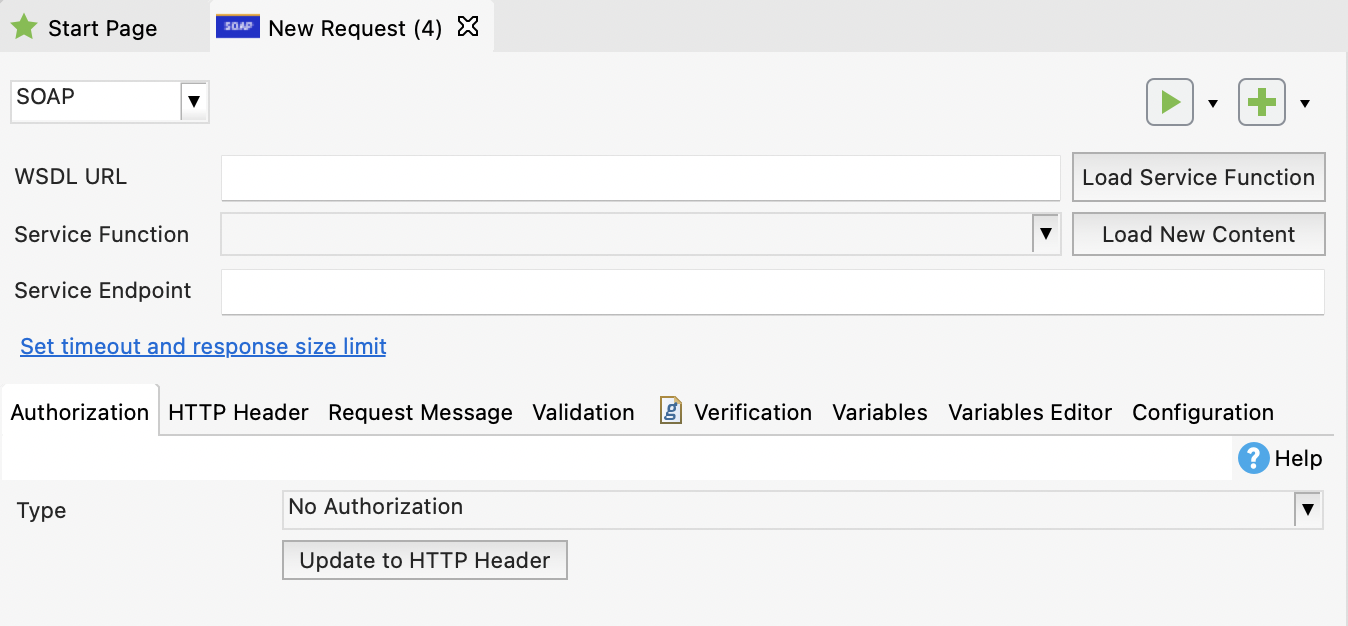 Start Page
SOAP New Request (4)
SOAP
WSDL URL Load Service Function
Service Function Load New Content
Service Endpoint
Set timeout and response size limit
Authorization HTTP Header Request Message Validation g Verification Variables Variables Editor Configuration
? Help
Type No Authorization
Update to HTTP Header